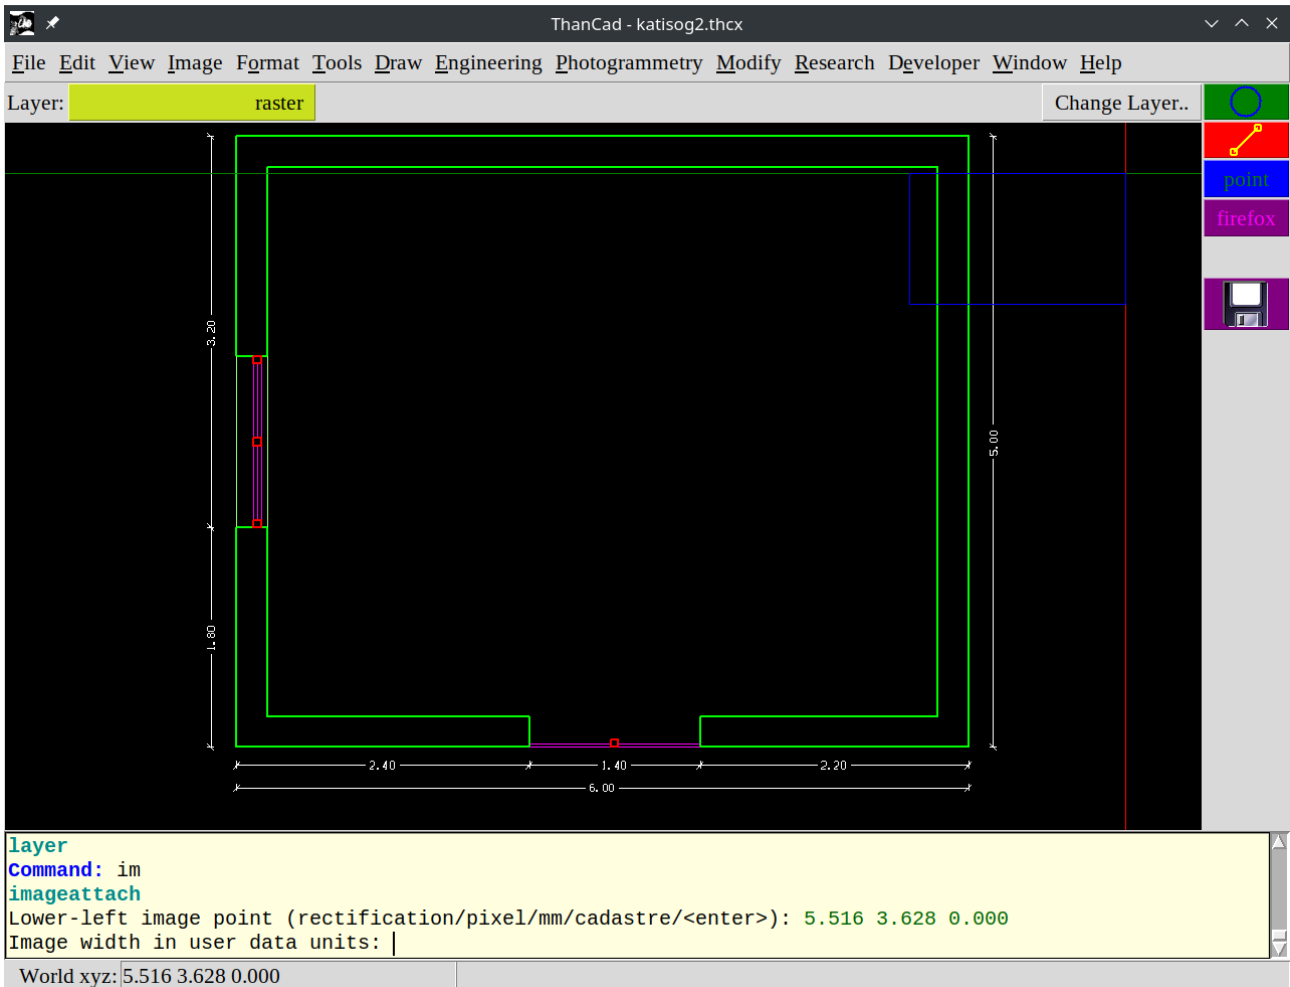 ThanCad - katisog2.thcx
File Edit View Image Format Tools Draw Engineering Photogrammetry Modify Research Developer Window Help
Layer: raster Change Layer..
point
firefox
3.20
5.00
1.80
2.40 1.40 2.20
6.00
layer
Command: im
imageattach
Lower-left image point (rectification/pixel/mm/cadastre/<enter>): 5.516 3.628 0.000
Image width in user data units:
World xyz: 5.516 3.628 0.000